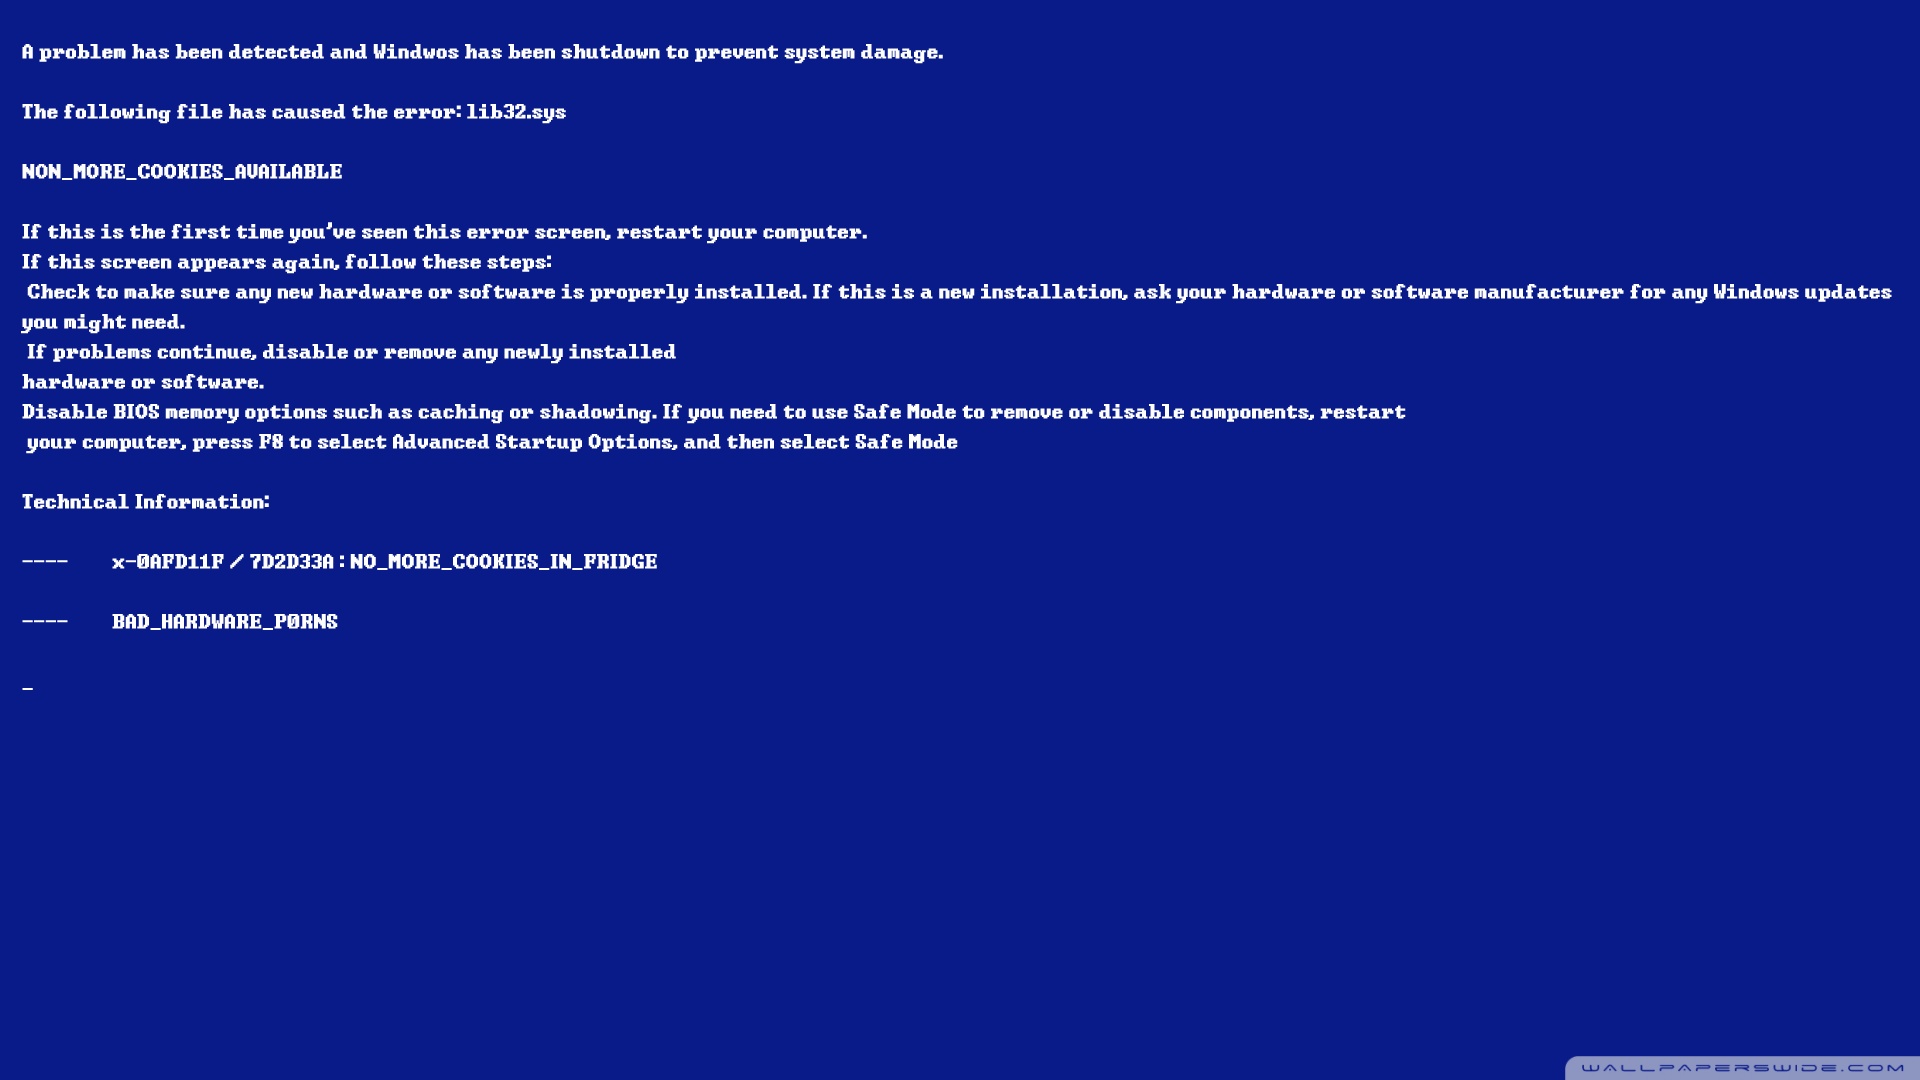 A problem has been detected and Windwos has been shutdown to prevent system damage.
The following file has caused the error: lib32.sys
NON_MORE_COOKIES_AVAILABLE
If this is the first time you've seen this error screen, restart your computer.
If this screen appears again, follow these steps:
Check to make sure any new hardware or software is properly installed. If this is a new installation, ask your hardware or software manufacturer for any Windows updates
you might need.
If problems continue, disable or remove any newly installed
hardware or software.
Disable BIOS memory options such as caching or shadowing. If you need to use Safe Mode to remove or disable components, restart
your computer, press F8 to select Advanced Startup Options, and then select Safe Mode
Technical Information:
---- x-0AFD11F / 7D2D33A : NO_MORE_COOKIES_IN_FRIDGE
---- BAD_HARDWARE_P0RNS
_
WALLPAPERSWIDE.COM